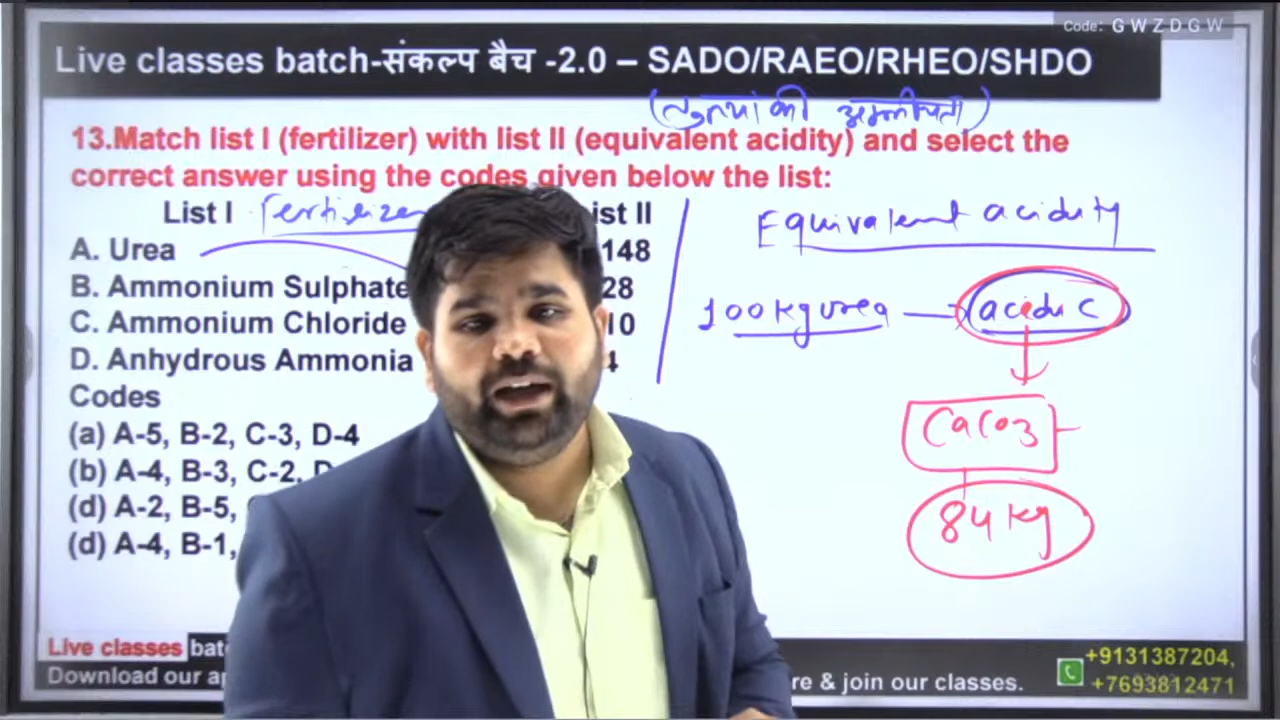 Code: G W Z D G W
Live classes batch-संकल्प बैच -2.0 – SADO/RAEO/RHEO/SHDO
13.Match list I (fertilizer) with list II (equivalent acidity) and select the
correct answer using the codes given below the list:
List I fertilizer ist II
A. Urea 148
B. Ammonium Sulphate 28
C. Ammonium Chloride 10
D. Anhydrous Ammonia 4
Codes
(a) A-5, B-2, C-3, D-4
(b) A-4, B-3, C-2, D
(d) A-2, B-5,
(d) A-4, B-1,
Equivalent acidity
100 kg urea
acidic
CaCO3
84 kg
Live classes bat
Download our ap re & join our classes.
+9131387204,
+7693812471